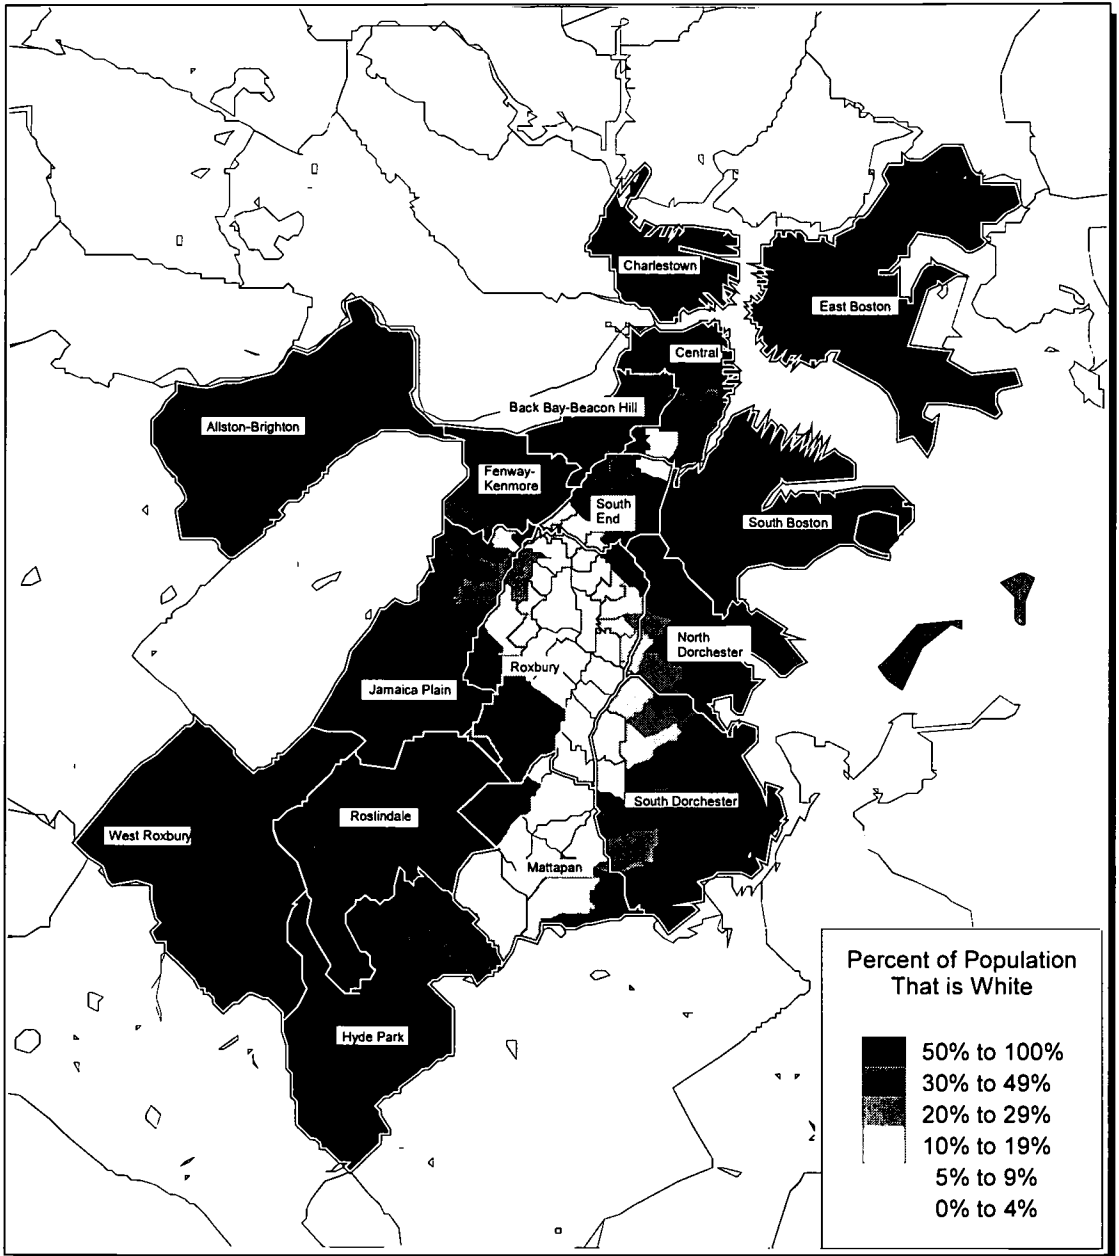 Charlestown
East Boston
Central
Back Bay-Beacon Hill
Allston-Brighton
Fenway-
Kenmore
South
End
South Boston
North
Dorchester
Roxbury
Jamaica Plain
South Dorchester
Roslindale
West Roxbury
Mattapan
Hyde Park
Percent of Population
That is White
50% to 100%
30% to 49%
20% to 29%
10% to 19%
5% to 9%
0% to 4%